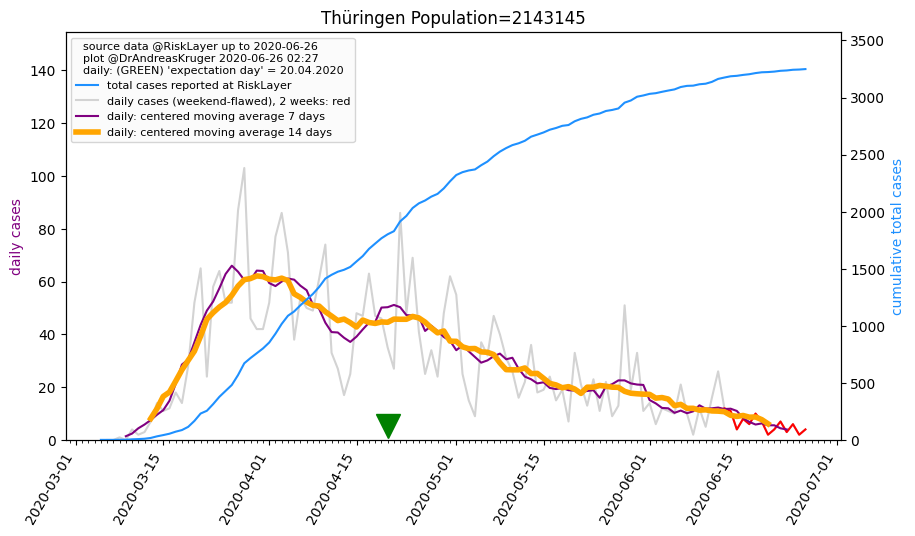 Thüringen Population=2143145
source data @RiskLayer up to 2020-06-26
plot @DrAndreasKruger 2020-06-26 02:27
daily: (GREEN) 'expectation day' = 20.04.2020
total cases reported at RiskLayer
daily cases (weekend-flawed), 2 weeks: red
daily: centered moving average 7 days
daily: centered moving average 14 days
daily cases
140
120
100
80
60
40
20
0
3500
3000
2500
2000
1500
1000
500
0
cumulative total cases
2020-03-01
2020-03-15
2020-04-01
2020-04-15
2020-05-01
2020-05-15
2020-06-01
2020-06-15
2020-07-01